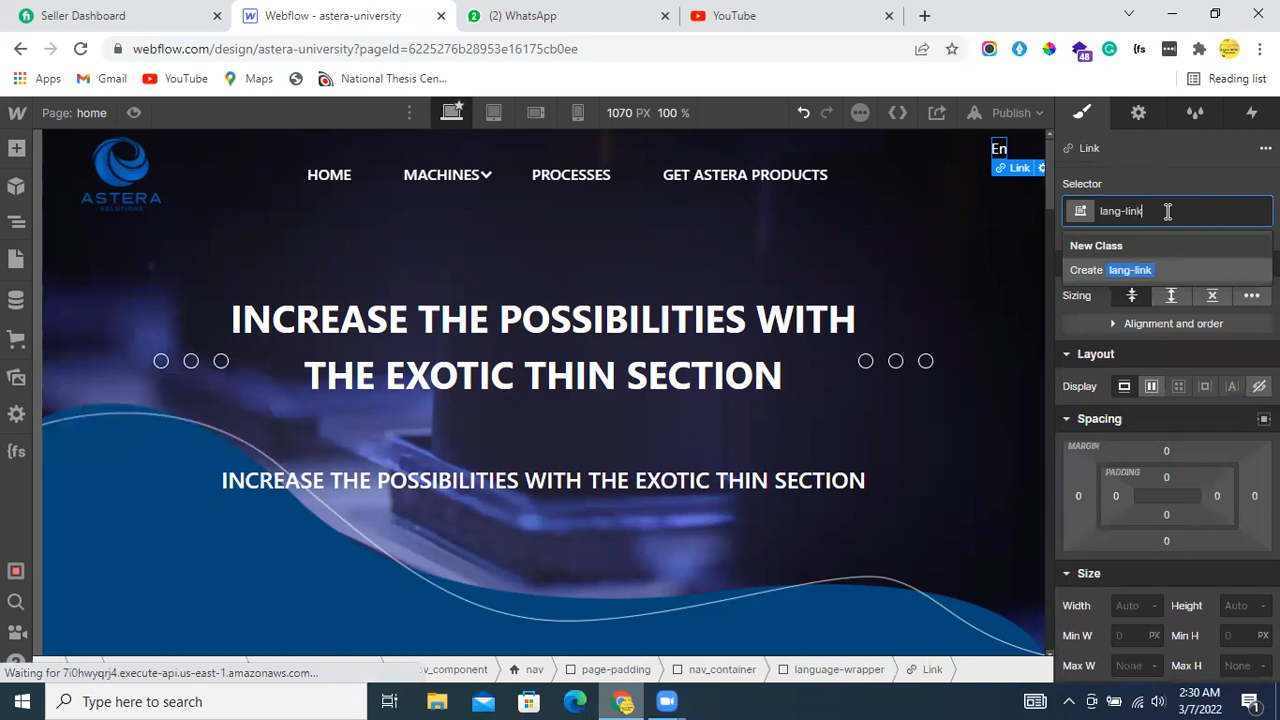 Seller Dashboard
Webflow - astera-university
(2) WhatsApp
YouTube
webflow.com/design/astera-university?pageId=6225276b28953e16175cb0ee
48
Apps
Gmail
YouTube
Maps
National Thesis Cen...
Reading list
Page: home
1070 PX 100 %
Publish
ASTERA
SOLUTIONS
HOME
MACHINES
PROCESSES
GET ASTERA PRODUCTS
En
Link
INCREASE THE POSSIBILITIES WITH
THE EXOTIC THIN SECTION
INCREASE THE POSSIBILITIES WITH THE EXOTIC THIN SECTION
Link
Selector
lang-link
New Class
Create lang-link
Sizing
Alignment and order
Layout
Display
Spacing
MARGIN
0
PADDING
0
0 0 0 0
0
0
Size
Width Auto - Height Auto -
Min W 0 PX Min H 0 PX
Max W None - Max H None -
Waiting for 7i0hwyqrj4.execute-api.us-east-1.amazonaws.com...
nav
page-padding
nav_container
language-wrapper
Link
Type here to search
2:30 AM
3/7/2022
1